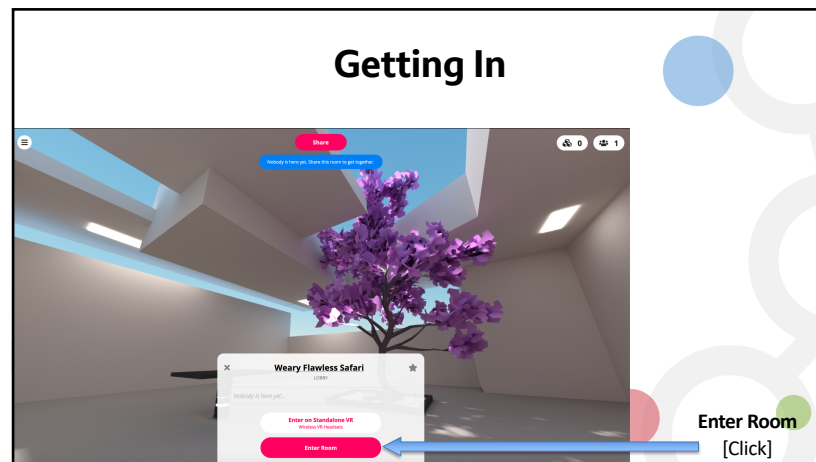 Getting In
Share
0
1
Nobody is here yet. Share this room to get together.
Weary Flawless Safari
LOBBY
Nobody is here yet...
Enter on Standalone VR
Wireless VR Headsets
Enter Room
Enter Room
[Click]